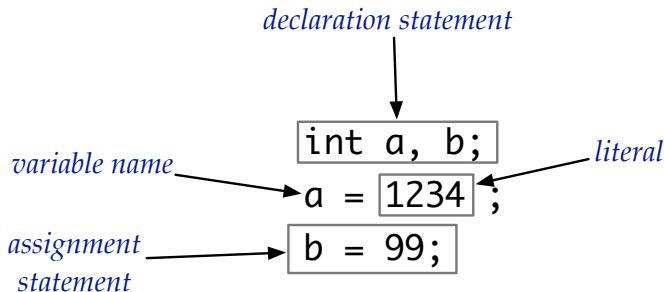 declaration statement
int a, b;
variable name
literal
a = 1234 ;
assignment
statement
b = 99;